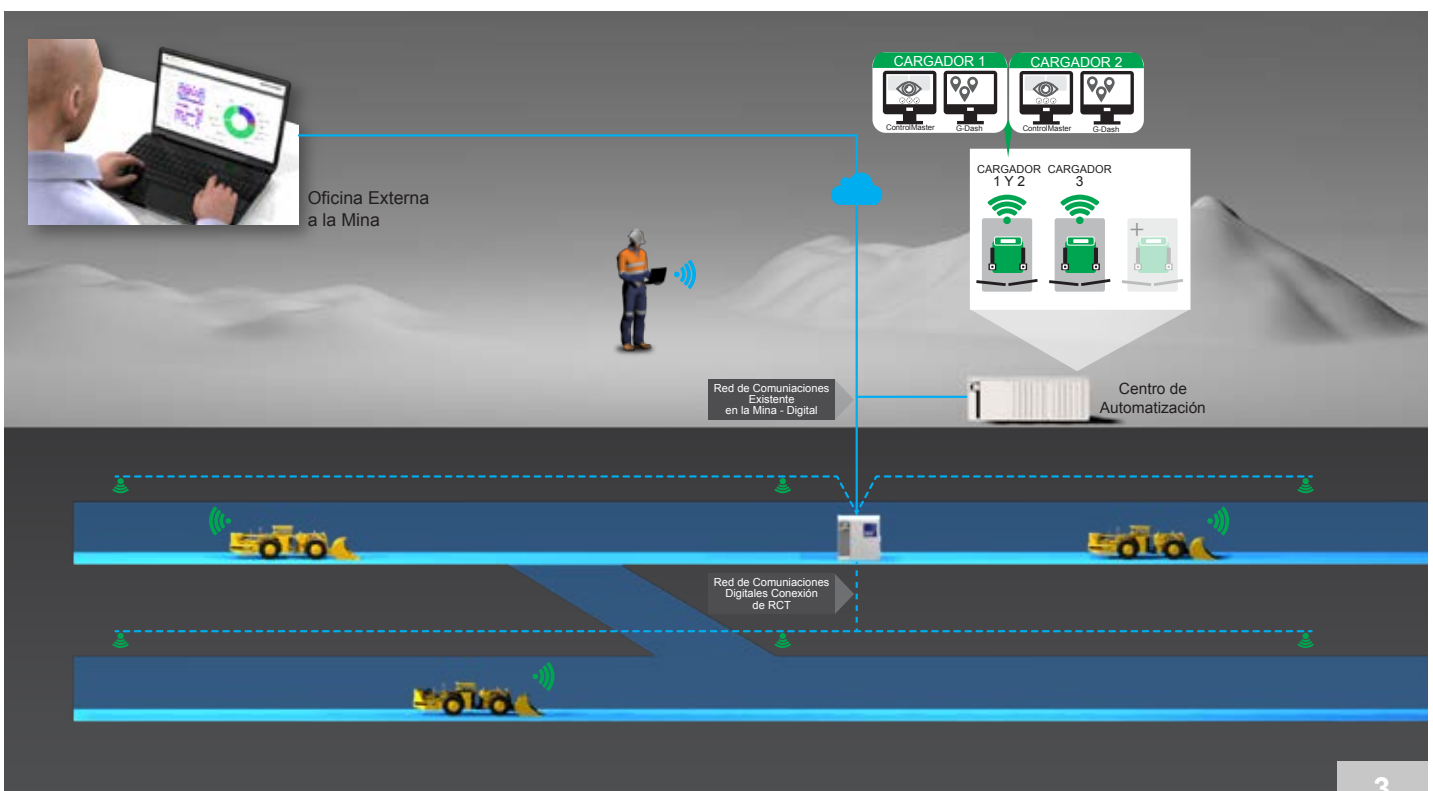 CARGADOR 1
CARGADOR 2
ControlMaster
G-Dash
ControlMaster
G-Dash
CARGADOR
1 Y 2
CARGADOR
3
Oficina Externa
a la Mina
Red de Comuniaciones
Existente
en la Mina - Digital
Centro de
Automatización
Red de Comuniaciones
Digitales Conexión
de RCT
3